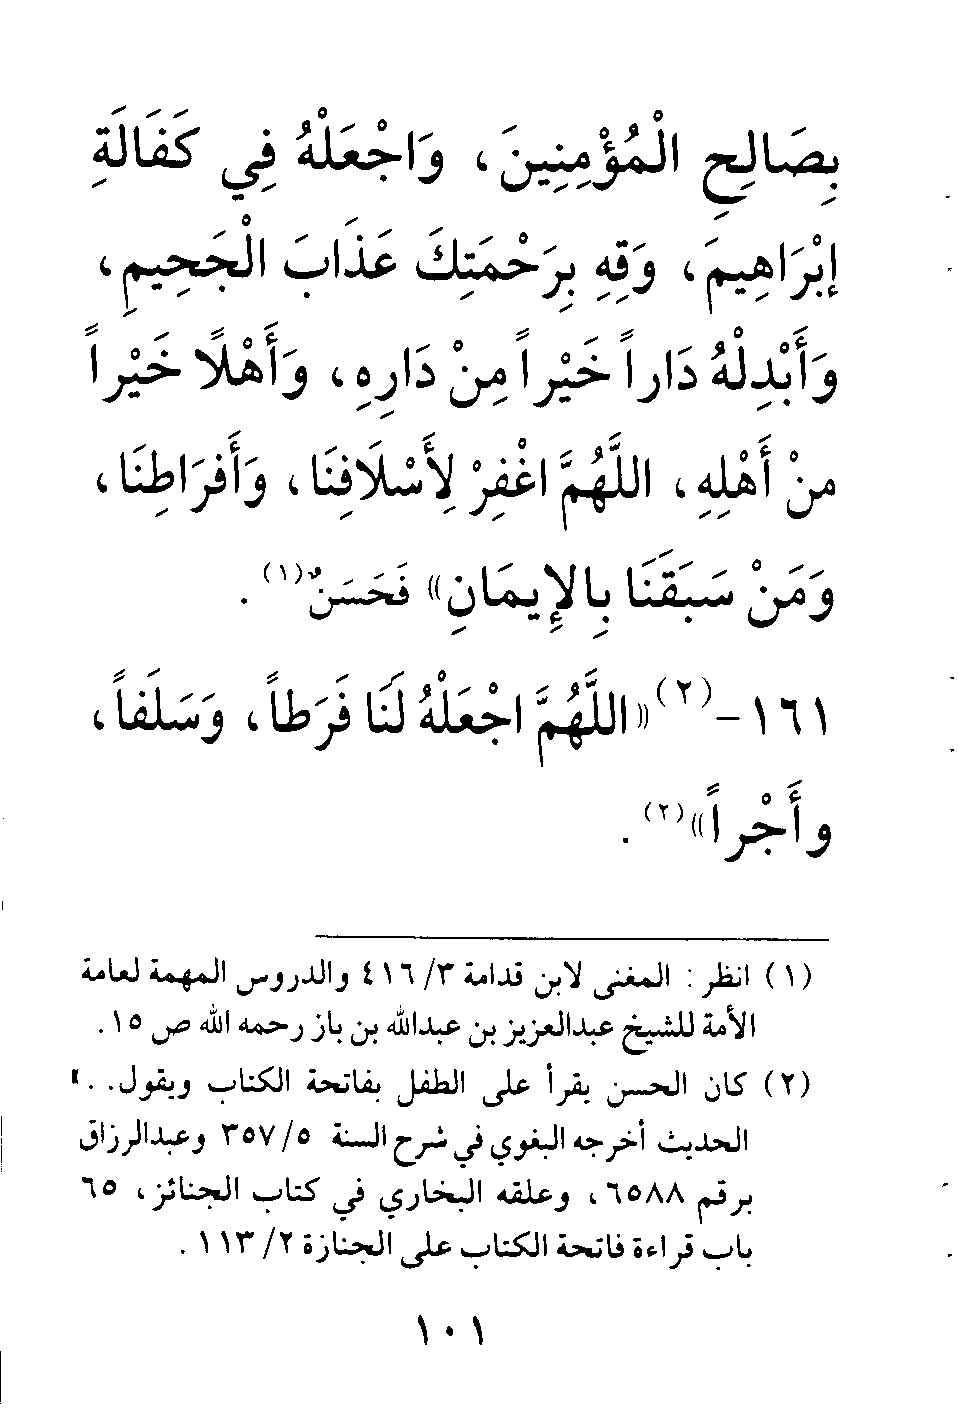 بِصَالِحِ الْمُؤْمِنِينَ، وَاجْعَلْهُ فِي كَفَالَةِ
إِبْرَاهِيمَ، وَقِهِ بِرَحْمَتِكَ عَذَابَ الْجَحِيمِ،
وَأَبْدِلْهُ دَاراً خَيْراً مِنْ دَارِهِ، وَأَهْلًا خَيْراً
مِنْ أَهْلِهِ، اللَّهُمَّ اغْفِرْ لِأَسْلَافِنَا، وَأَفْرَاطِنَا،
وَمَنْ سَبَقَنَا بِالإِيمَانِ» فَحَسَنٌ(١).
١٦١-(٢)«اللَّهُمَّ اجْعَلْهُ لَنَا فَرَطاً، وَسَلَفاً،
وأَجْراً»(٢).
(١) انظر: المغني لابن قدامة ٤١٦/٣ والدروس المهمة لعامة
الأمة للشيخ عبدالعزيز بن عبدالله بن باز رحمه الله ص ١٥.
(٢) كان الحسن يقرأ على الطفل بفاتحة الكتاب ويقول..."
الحديث أخرجه البغوي في شرح السنة ٣٥٧/٥ وعبدالرزاق
برقم ٦٥٨٨، وعلقه البخاري في كتاب الجنائز، ٦٥
باب قراءة فاتحة الكتاب على الجنازة ١١٣/٢.
١٠١